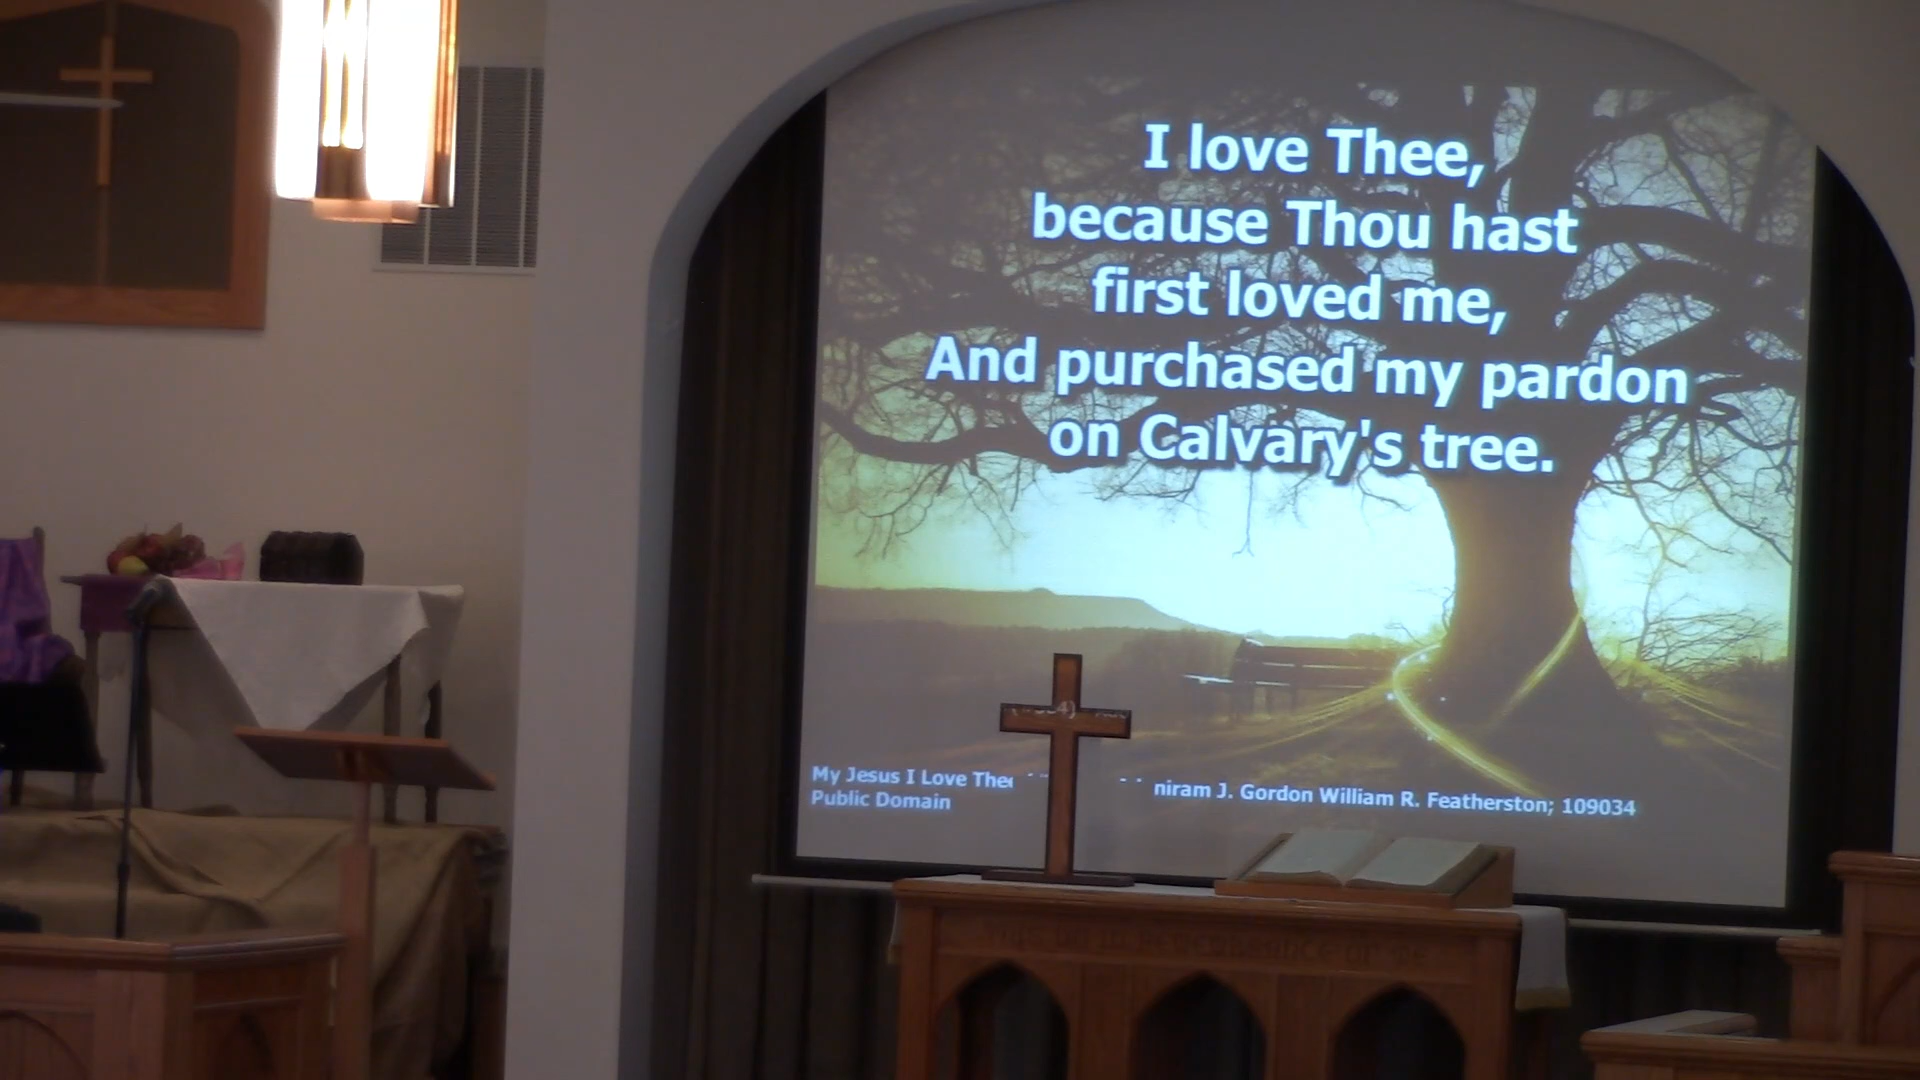 I love Thee,
because Thou hast
first loved me,
And purchased my pardon
on Calvary's tree.
My Jesus I Love Thee
J. Gordon William R. Featherston; 109034
Public Domain